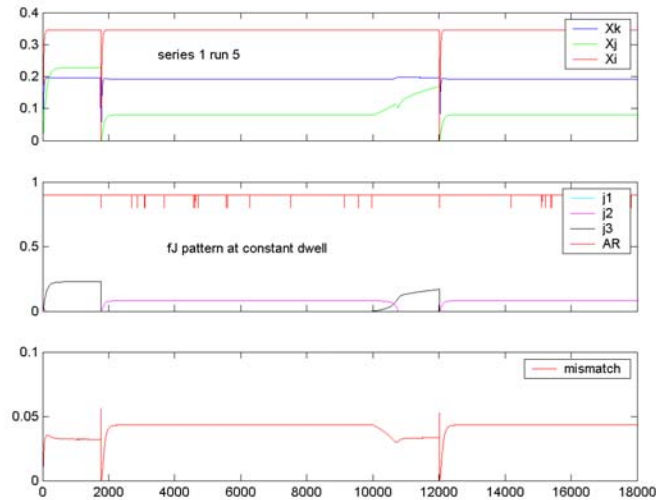 0.4
0.3
0.2
0.1
0
series 1 run 5
Xk
Xj
Xi
1
0.5
0
fJ pattern at constant dwell
j1
j2
j3
AR
0.1
0.05
0
mismatch
0 2000 4000 6000 8000 10000 12000 14000 16000 18000